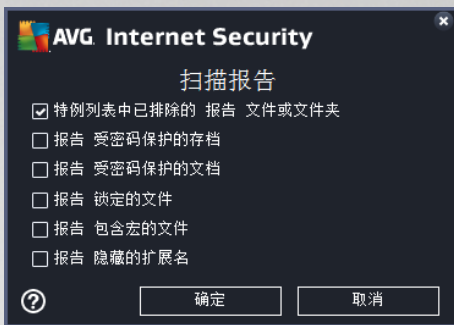 AVG Internet Security
扫描报告
特例列表中已排除的 报告 文件或文件夹
报告 受密码保护的存档
报告 受密码保护的文档
报告 锁定的文件
报告 包含宏的文件
报告 隐藏的扩展名
确定
取消